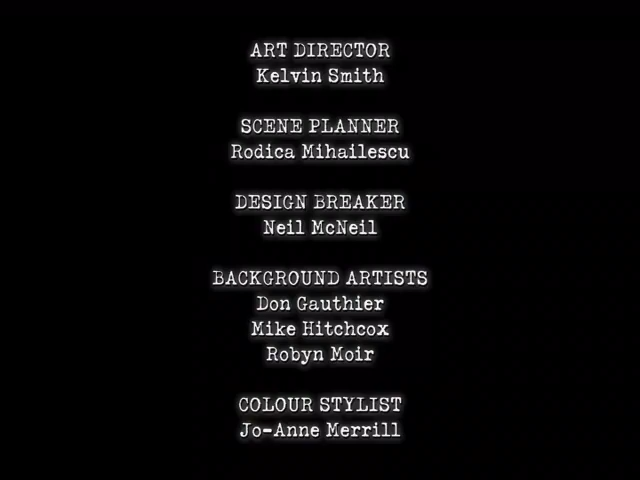 ART DIRECTOR
Kelvin Smith
SCENE PLANNER
Rodica Mihailescu
DESIGN BREAKER
Neil McNeil
BACKGROUND ARTISTS
Don Gauthier
Mike Hitchcox
Robyn Moir
COLOUR STYLIST
Jo-Anne Merrill